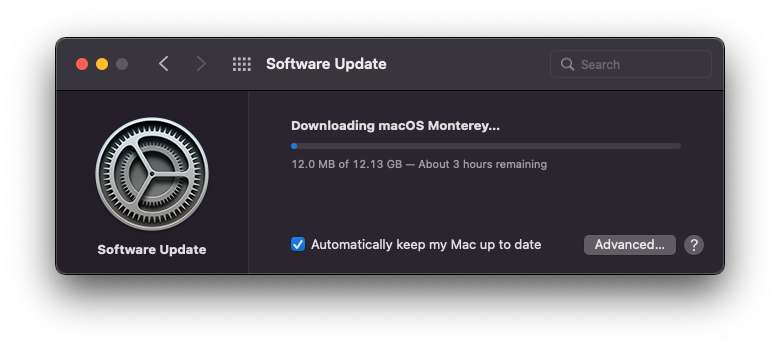 Software Update
Search
Downloading macOS Monterey...
12.0 MB of 12.13 GB — About 3 hours remaining
Software Update
Automatically keep my Mac up to date
Advanced...
?